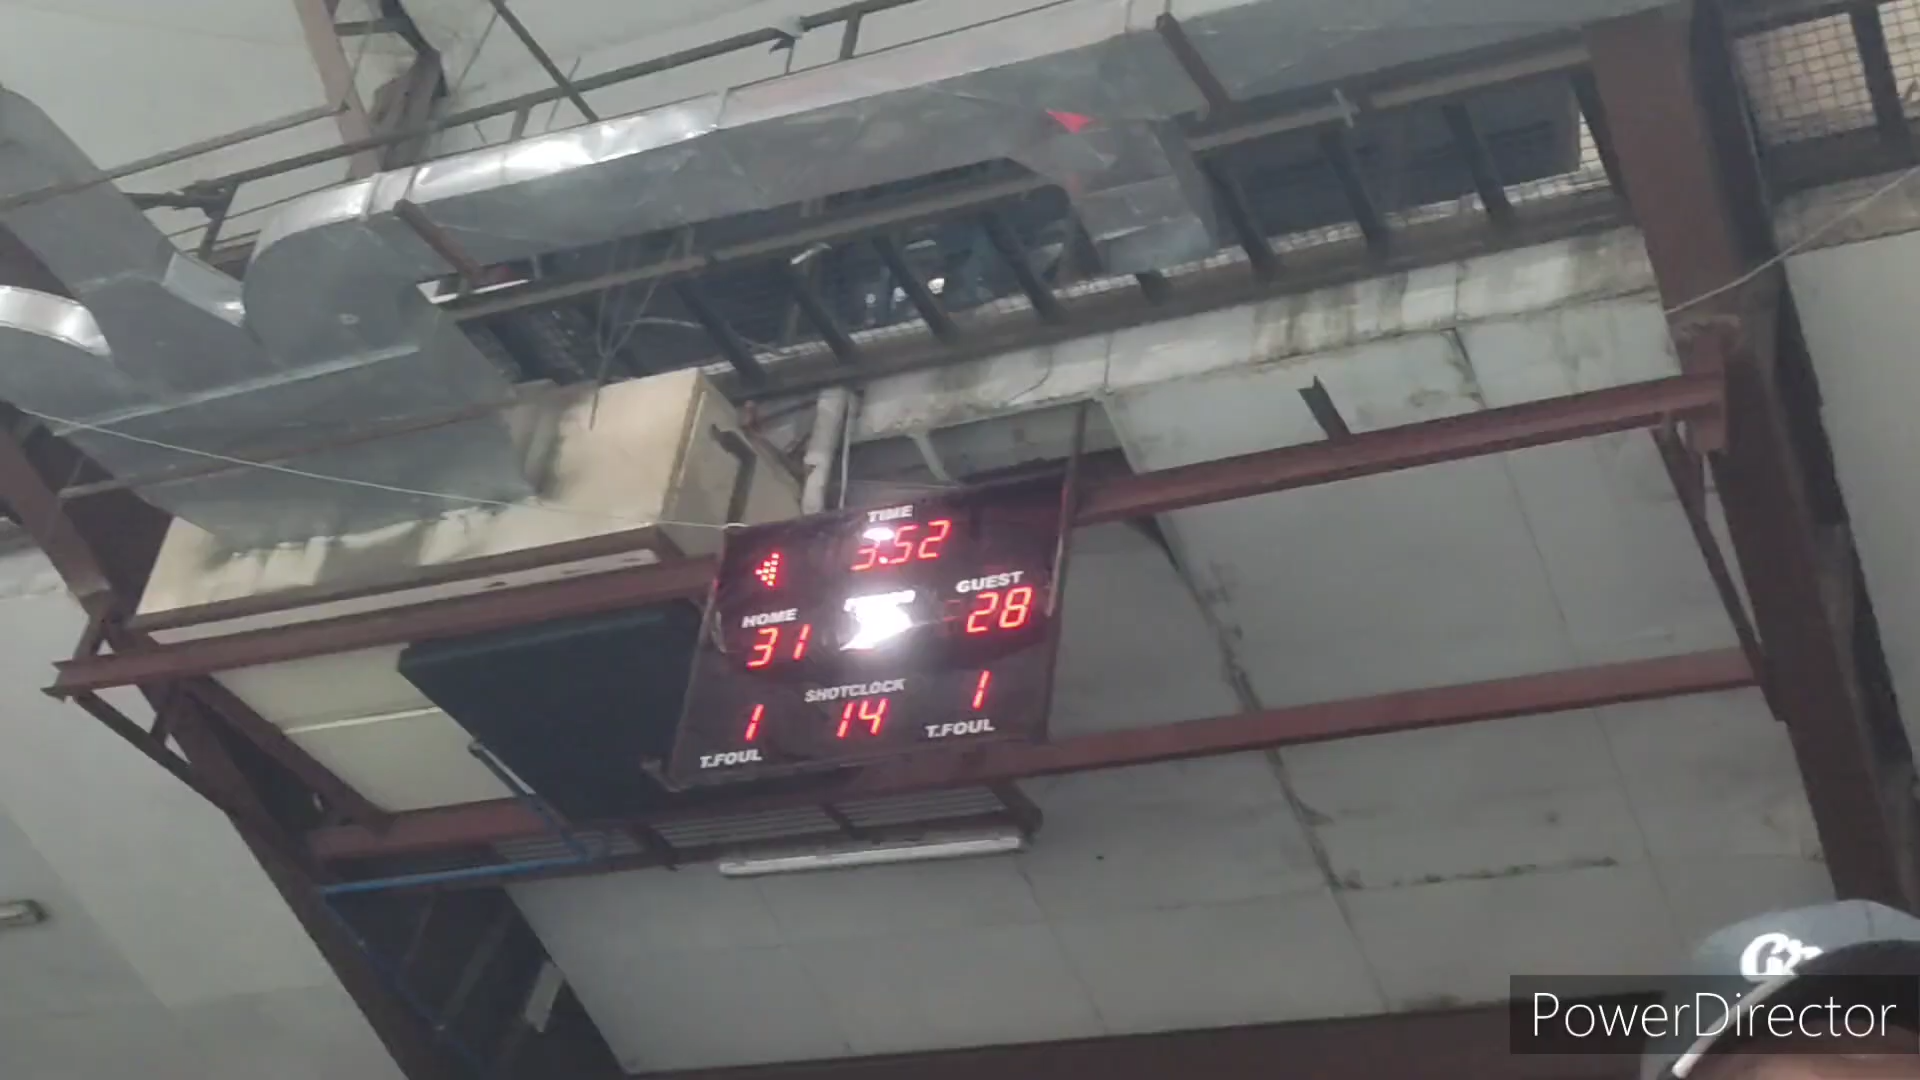 TIME
3.52
GUEST
HOME
28
31
SHOTCLOCK
1
1
14
T.FOUL
T.FOUL
PowerDirector